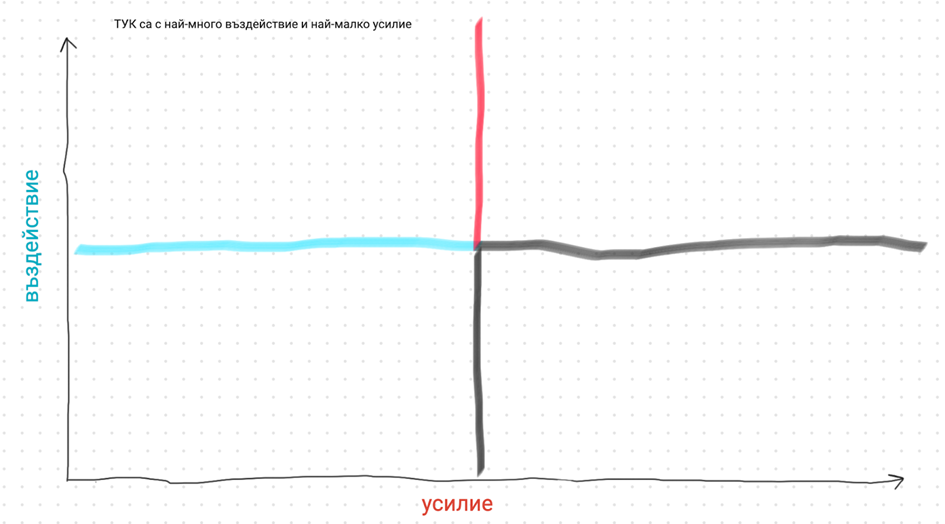 ТУК са с най-много въздействие и най-малко усилие
въздействие
усилие